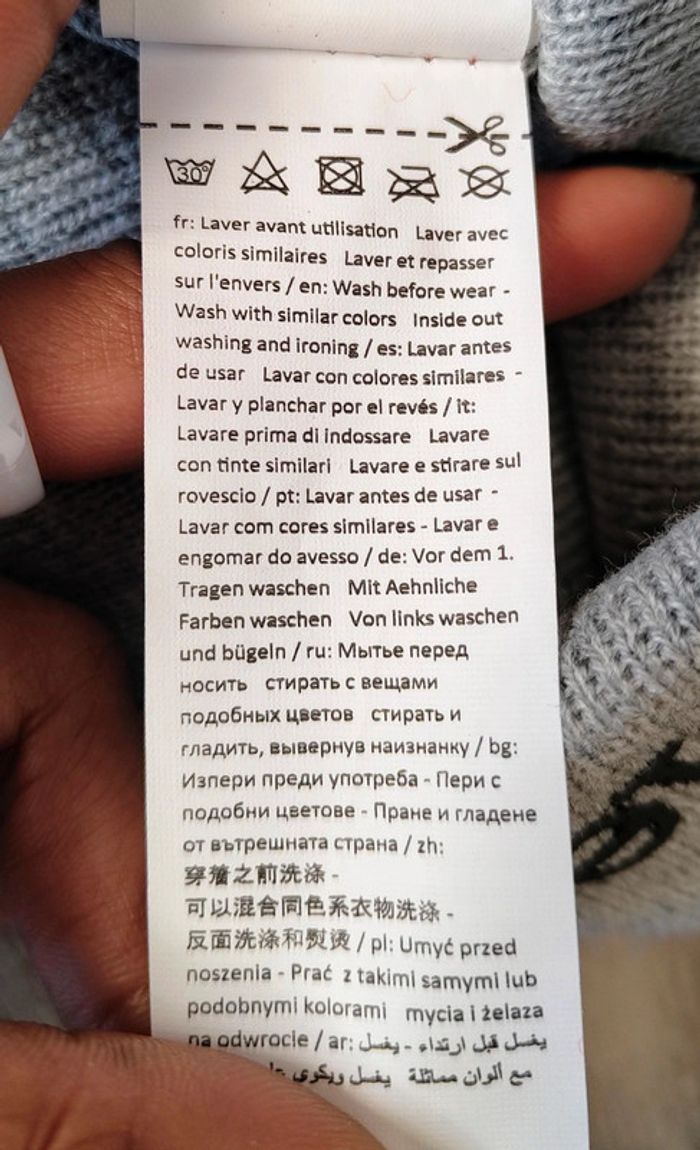 30°
fr: Laver avant utilisation Laver avec
coloris similaires Laver et repasser
sur l'envers / en: Wash before wear -
Wash with similar colors Inside out
washing and ironing / es: Lavar antes
de usar Lavar con colores similares -
Lavar y planchar por el revés / it:
Lavare prima di indossare Lavare
con tinte similari Lavare e stirare sul
rovescio / pt: Lavar antes de usar -
Lavar com cores similares - Lavar e
engomar do avesso / de: Vor dem 1.
Tragen waschen Mit Aehnliche
Farben waschen Von links waschen
und bügeln / ru: Мытье перед
носить стирать с вещами
подобных цветов стирать и
гладить, вывернув наизнанку / bg:
Изпери преди употреба - Пери с
подобни цветове - Пране и гладене
от вътрешната страна / zh:
穿着之前洗涤 -
可以混合同色系衣物洗涤 -
反面洗涤和熨烫 / pl: Umyć przed
noszenia - Prać z takimi samymi lub
podobnymi kolorami mycia i żelaza
na odwrocie / ar: يغسل قبل ارتداء - يغسل
مع ألوان مماثلة يغسل ويكوى